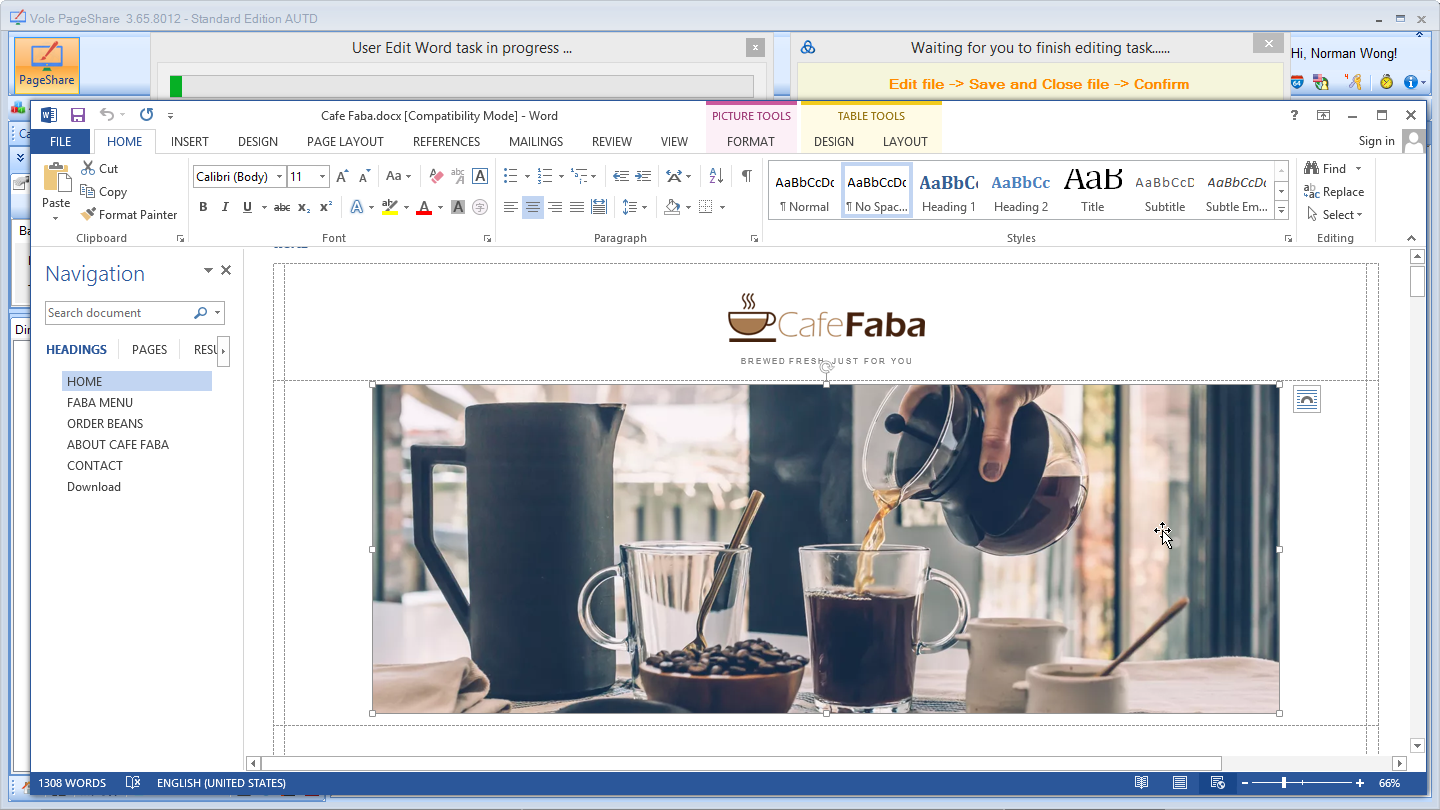 Vole PageShare 3.65.8012 - Standard Edition AUTD
PageShare
User Edit Word task in progress ...
Waiting for you to finish editing task......
Edit file -> Save and Close file -> Confirm
Hi, Norman Wong!
Cafe Faba.docx [Compatibility Mode] - Word
PICTURE TOOLS
TABLE TOOLS
FILE HOME INSERT DESIGN PAGE LAYOUT REFERENCES MAILINGS REVIEW VIEW FORMAT DESIGN LAYOUT
Sign in
Paste
Cut
Copy
Format Painter
Clipboard
Calibri (Body) 11
Aa
B I U abc x₂ x²
Font
Paragraph
AaBbCcDc AaBbCcDc AaBbCc AaBbCc AaB AaBbCcD AaBbCcDc
¶ Normal ¶ No Spac... Heading 1 Heading 2 Title Subtitle Subtle Em...
Styles
Find
Replace
Select
Editing
Navigation
Search document
HEADINGS PAGES RESU
HOME
FABA MENU
ORDER BEANS
ABOUT CAFE FABA
CONTACT
Download
CafeFaba
BREWED FRESH, JUST FOR YOU
1308 WORDS
ENGLISH (UNITED STATES)
66%